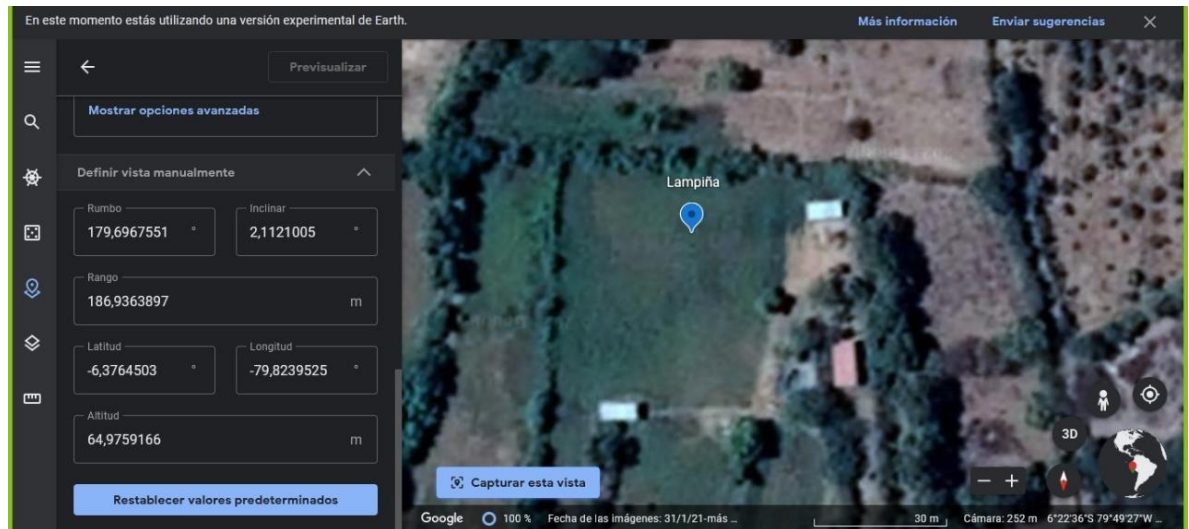 En este momento estás utilizando una versión experimental de Earth.
Más información
Enviar sugerencias
Previsualizar
Mostrar opciones avanzadas
Definir vista manualmente
Rumbo
179,6967551 °
Inclinar
2,1121005 °
Rango
186,9363897 m
Latitud
-6,3764503 °
Longitud
-79,8239525 °
Altitud
64,9759166 m
Restablecer valores predeterminados
Lampiña
Capturar esta vista
3D
Google 100 % Fecha de las imágenes: 31/1/21-más ... 30 m Cámara: 252 m 6°22'36"S 79°49'27"W ...